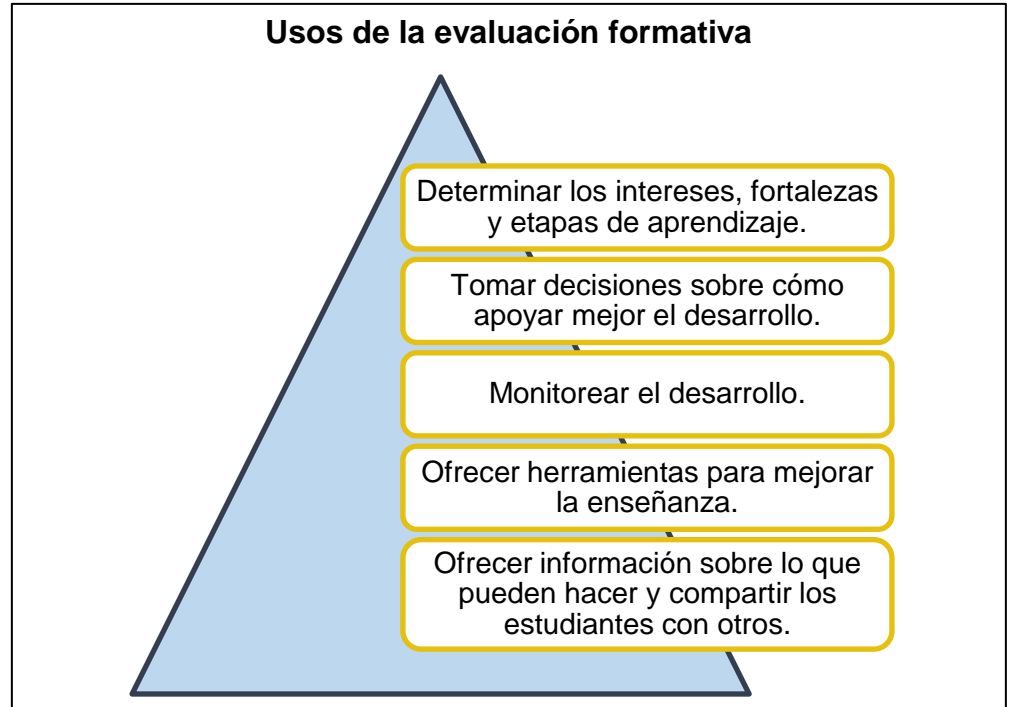 Usos de la evaluación formativa
Determinar los intereses, fortalezas
y etapas de aprendizaje.
Tomar decisiones sobre cómo
apoyar mejor el desarrollo.
Monitorear el desarrollo.
Ofrecer herramientas para mejorar
la enseñanza.
Ofrecer información sobre lo que
pueden hacer y compartir los
estudiantes con otros.